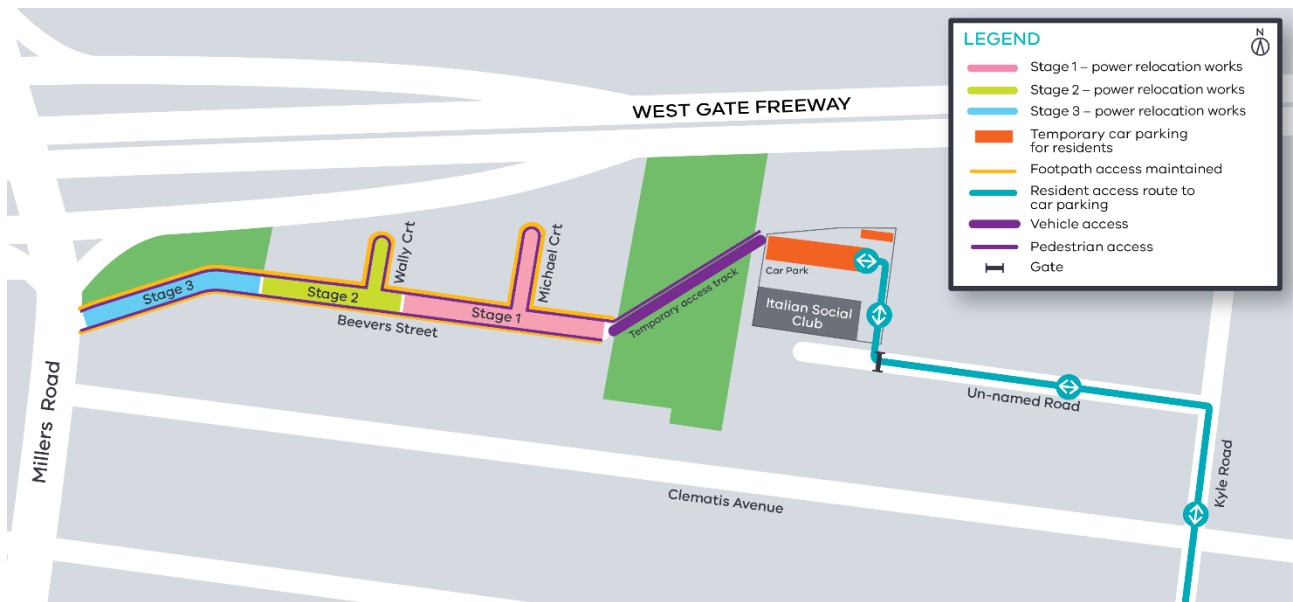 LEGEND
N
Stage 1 – power relocation works
Stage 2 – power relocation works
Stage 3 – power relocation works
Temporary car parking
for residents
Footpath access maintained
Resident access route to
car parking
Vehicle access
Pedestrian access
Gate
WEST GATE FREEWAY
Wally Crt
Michael Crt
Stage 3
Stage 2
Stage 1
Beevers Street
Temporary access track
Car Park
Italian Social
Club
Un-named Road
Millers Road
Kyle Road
Clematis Avenue